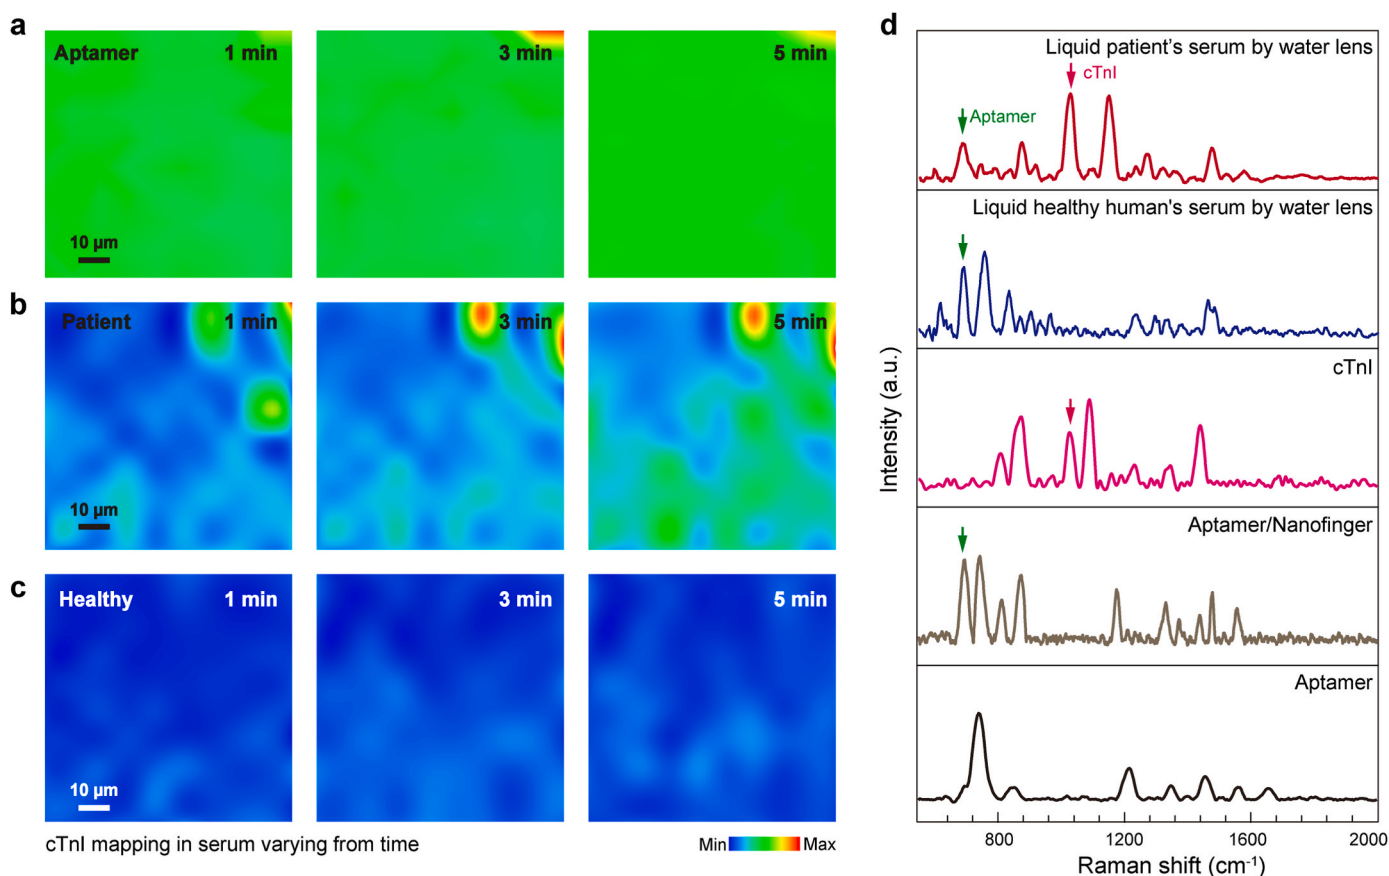 a
Aptamer 1 min
3 min
5 min
10 μm
b
Patient 1 min
3 min
5 min
10 μm
c
Healthy 1 min
3 min
5 min
10 μm
cTnI mapping in serum varying from time
Min Max
d
Liquid patient's serum by water lens
cTnI
Aptamer
Liquid healthy human's serum by water lens
cTnI
Aptamer/Nanofinger
Aptamer
Intensity (a.u.)
800 1200 1600 2000
Raman shift (cm⁻¹)